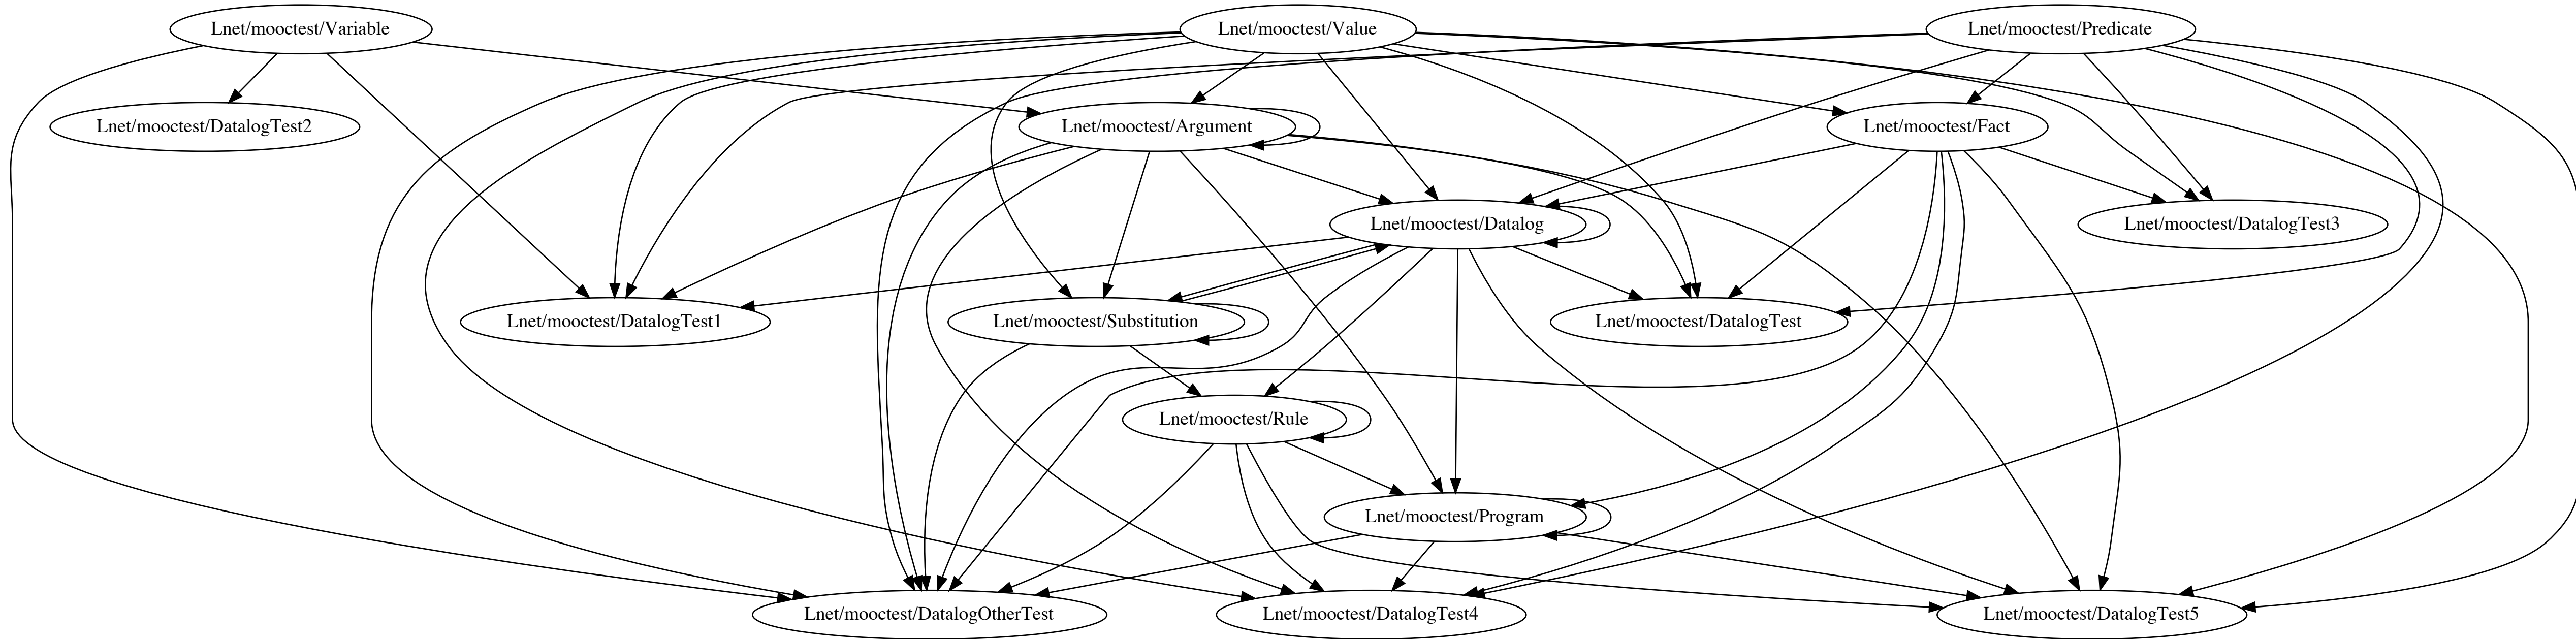 Lnet/mooctest/Variable
Lnet/mooctest/Value
Lnet/mooctest/Predicate
Lnet/mooctest/DatalogTest2
Lnet/mooctest/Argument
Lnet/mooctest/Fact
Lnet/mooctest/Datalog
Lnet/mooctest/DatalogTest3
Lnet/mooctest/DatalogTest1
Lnet/mooctest/Substitution
Lnet/mooctest/DatalogTest
Lnet/mooctest/Rule
Lnet/mooctest/Program
Lnet/mooctest/DatalogOtherTest
Lnet/mooctest/DatalogTest4
Lnet/mooctest/DatalogTest5